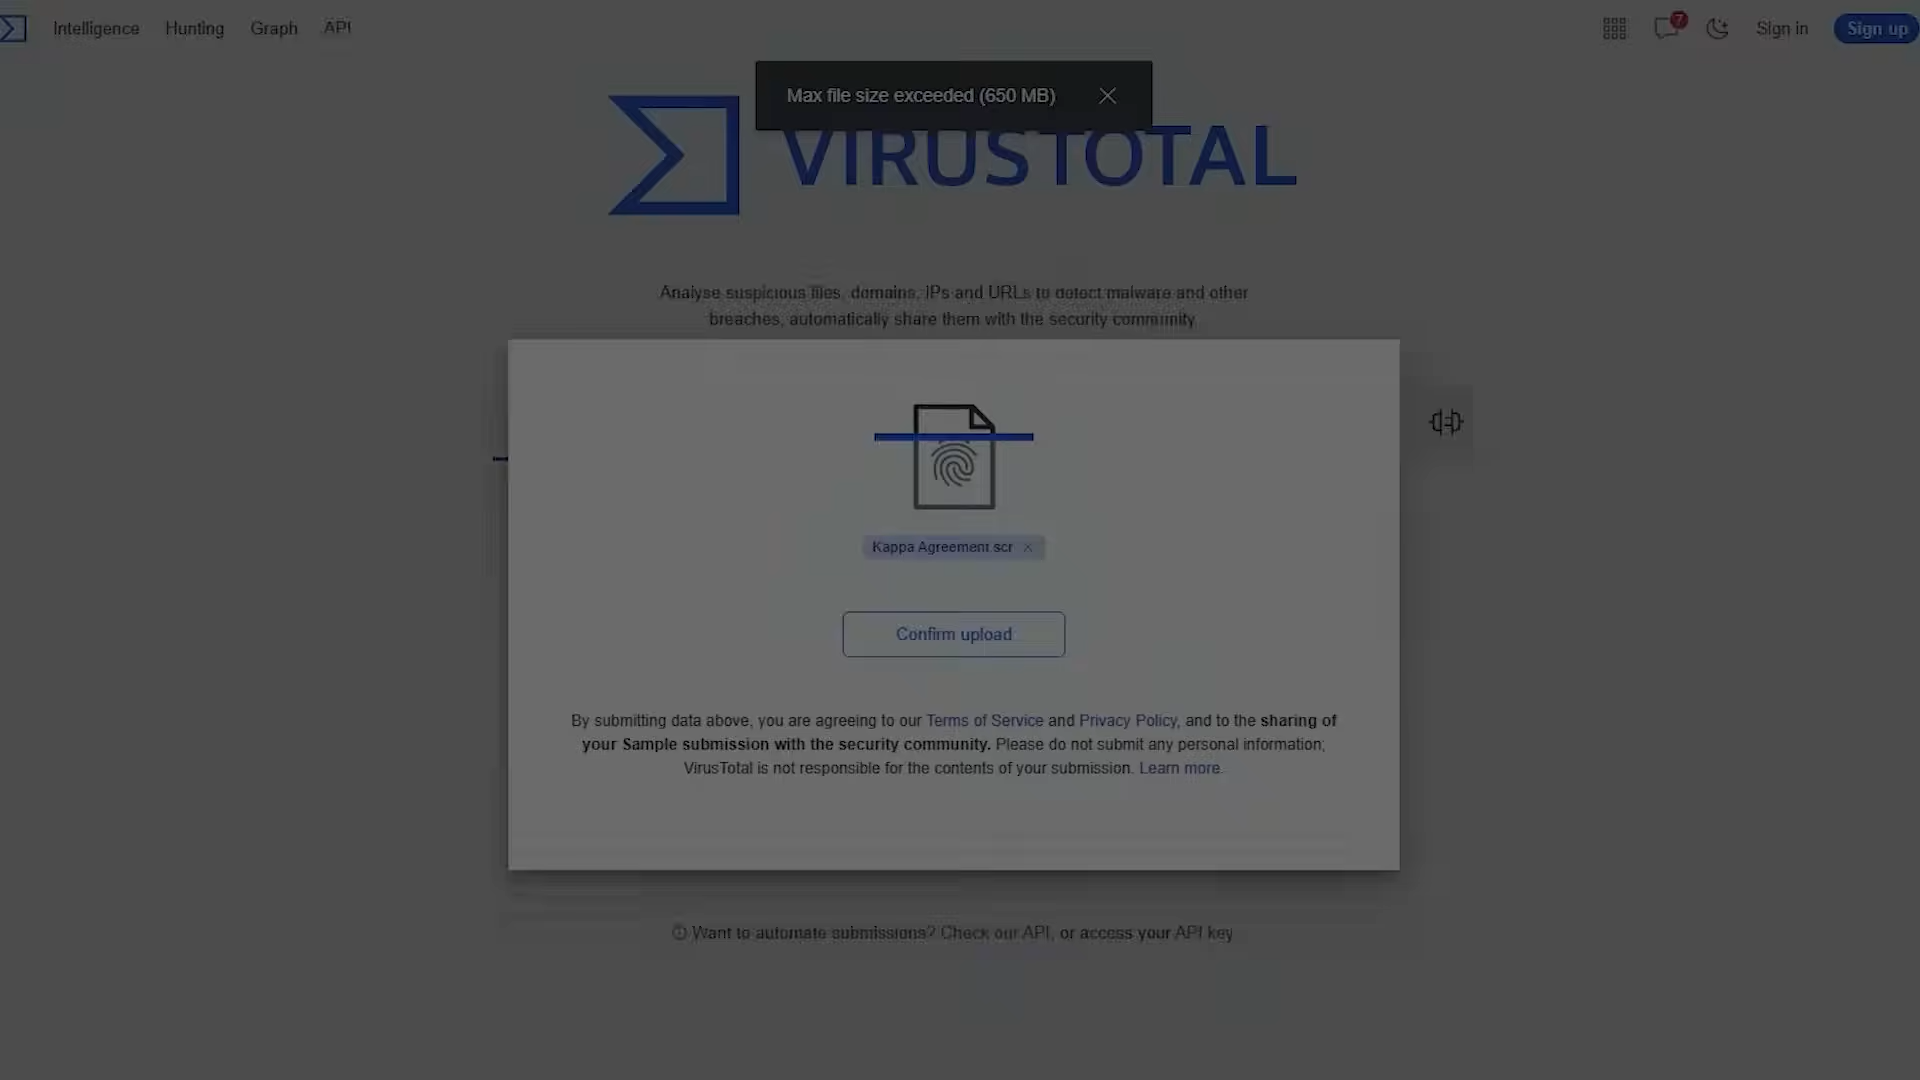 Intelligence Hunting Graph API
7
Sign in
Sign up
Max file size exceeded (650 MB)
VIRUSTOTAL
Analyse suspicious files, domains, IPs and URLs to detect malware and other
breaches, automatically share them with the security community
Kappa Agreement.scr
Confirm upload
By submitting data above, you are agreeing to our Terms of Service and Privacy Policy, and to the sharing of
your Sample submission with the security community. Please do not submit any personal information;
VirusTotal is not responsible for the contents of your submission. Learn more.
Want to automate submissions? Check our API, or access your API key